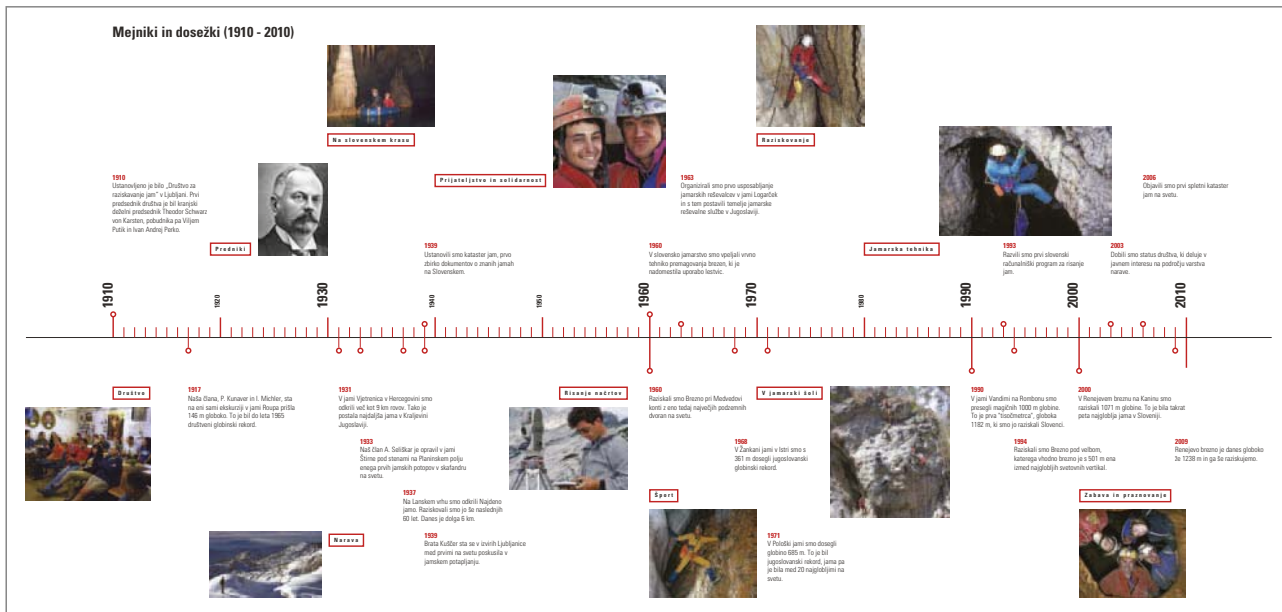 Mejniki in dosežki (1910 - 2010)
Na slovenskem krasu
Prijateljstvo in solidarnost
Raziskovanje
1910
Ustanovljeno je bilo „Društvo za
raziskavanje jam“ v Ljubljani. Prvi
predsednik društva je bil kranjski
deželni predsednik Theodor Schwarz
von Karsten, pobudnika pa Viljem
Putik in Ivan Andrej Perko.
Predniki
1939
Ustanovili smo kataster jam, prvo
zbirko dokumentov o znanih jamah
na Slovenskem.
1963
Organizirali smo prvo usposabljanje
jamarskih reševalcev v jami Logarček
in s tem postavili temelje jamarske
reševalne službe v Jugoslaviji.
1960
V slovensko jamarstvo smo vpeljali vrvno
tehniko premagovanja brezen, ki je
nadomestila uporabo lestvic.
Jamarska tehnika
1993
Razvili smo prvi slovenski
računalniški program za risanje
jam.
2006
Objavili smo prvi spletni kataster
jam na svetu.
2003
Dobili smo status društva, ki deluje v
javnem interesu na področju varstva
narave.
1910
1920
1930
1940
1950
1960
1970
1980
1990
2000
2010
Društvo
1917
Naša člana, P. Kunaver in I. Michler, sta
na eni sami ekskurziji v jami Roupa prišla
146 m globoko. To je bil do leta 1965
društveni globinski rekord.
Narava
1931
V jami Vjetrenica v Hercegovini smo
odkrili več kot 9 km rovov. Tako je
postala najdaljša jama v Kraljevini
Jugoslaviji.
1933
Naš član A. Seliškar je opravil v jami
Štirne pod stenami na Planinskem polju
enega prvih jamskih potopov v skafandru
na svetu.
1937
Na Lanskem vrhu smo odkrili Najdeno
jamo. Raziskovali smo jo še naslednjih
60 let. Danes je dolga 6 km.
1939
Brata Kuščer sta se v izvirih Ljubljanice
med prvimi na svetu poskusila v
jamskem potapljanju.
Risanje načrtov
1960
Raziskali smo Brezno pri Medvedovi
konti z eno tedaj največjih podzemnih
dvoran na svetu.
Šport
1968
V Žankani jami v Istri smo s
361 m dosegli jugoslovanski
globinski rekord.
1971
V Pološki jami smo dosegli
globino 685 m. To je bil
jugoslovanski rekord, jama pa
je bila med 20 najglobljimi na
svetu.
V jamarski šoli
1990
V jami Vandimi na Rombonu smo
presegli magičnih 1000 m globine.
To je prva "tisočmetrca", globoka
1182 m, ki smo jo raziskali Slovenci.
1994
Raziskali smo Brezno pod velbom,
katerega vhodno brezno je s 501 m ena
izmed najglobljih svetovnih vertikal.
2000
V Renejevem breznu na Kaninu smo
raziskali 1071 m globine. To je bila takrat
peta najgloblja jama v Sloveniji.
2009
Renejevo brezno je danes globoko
že 1238 m in ga še raziskujemo.
Zabava in praznovanje